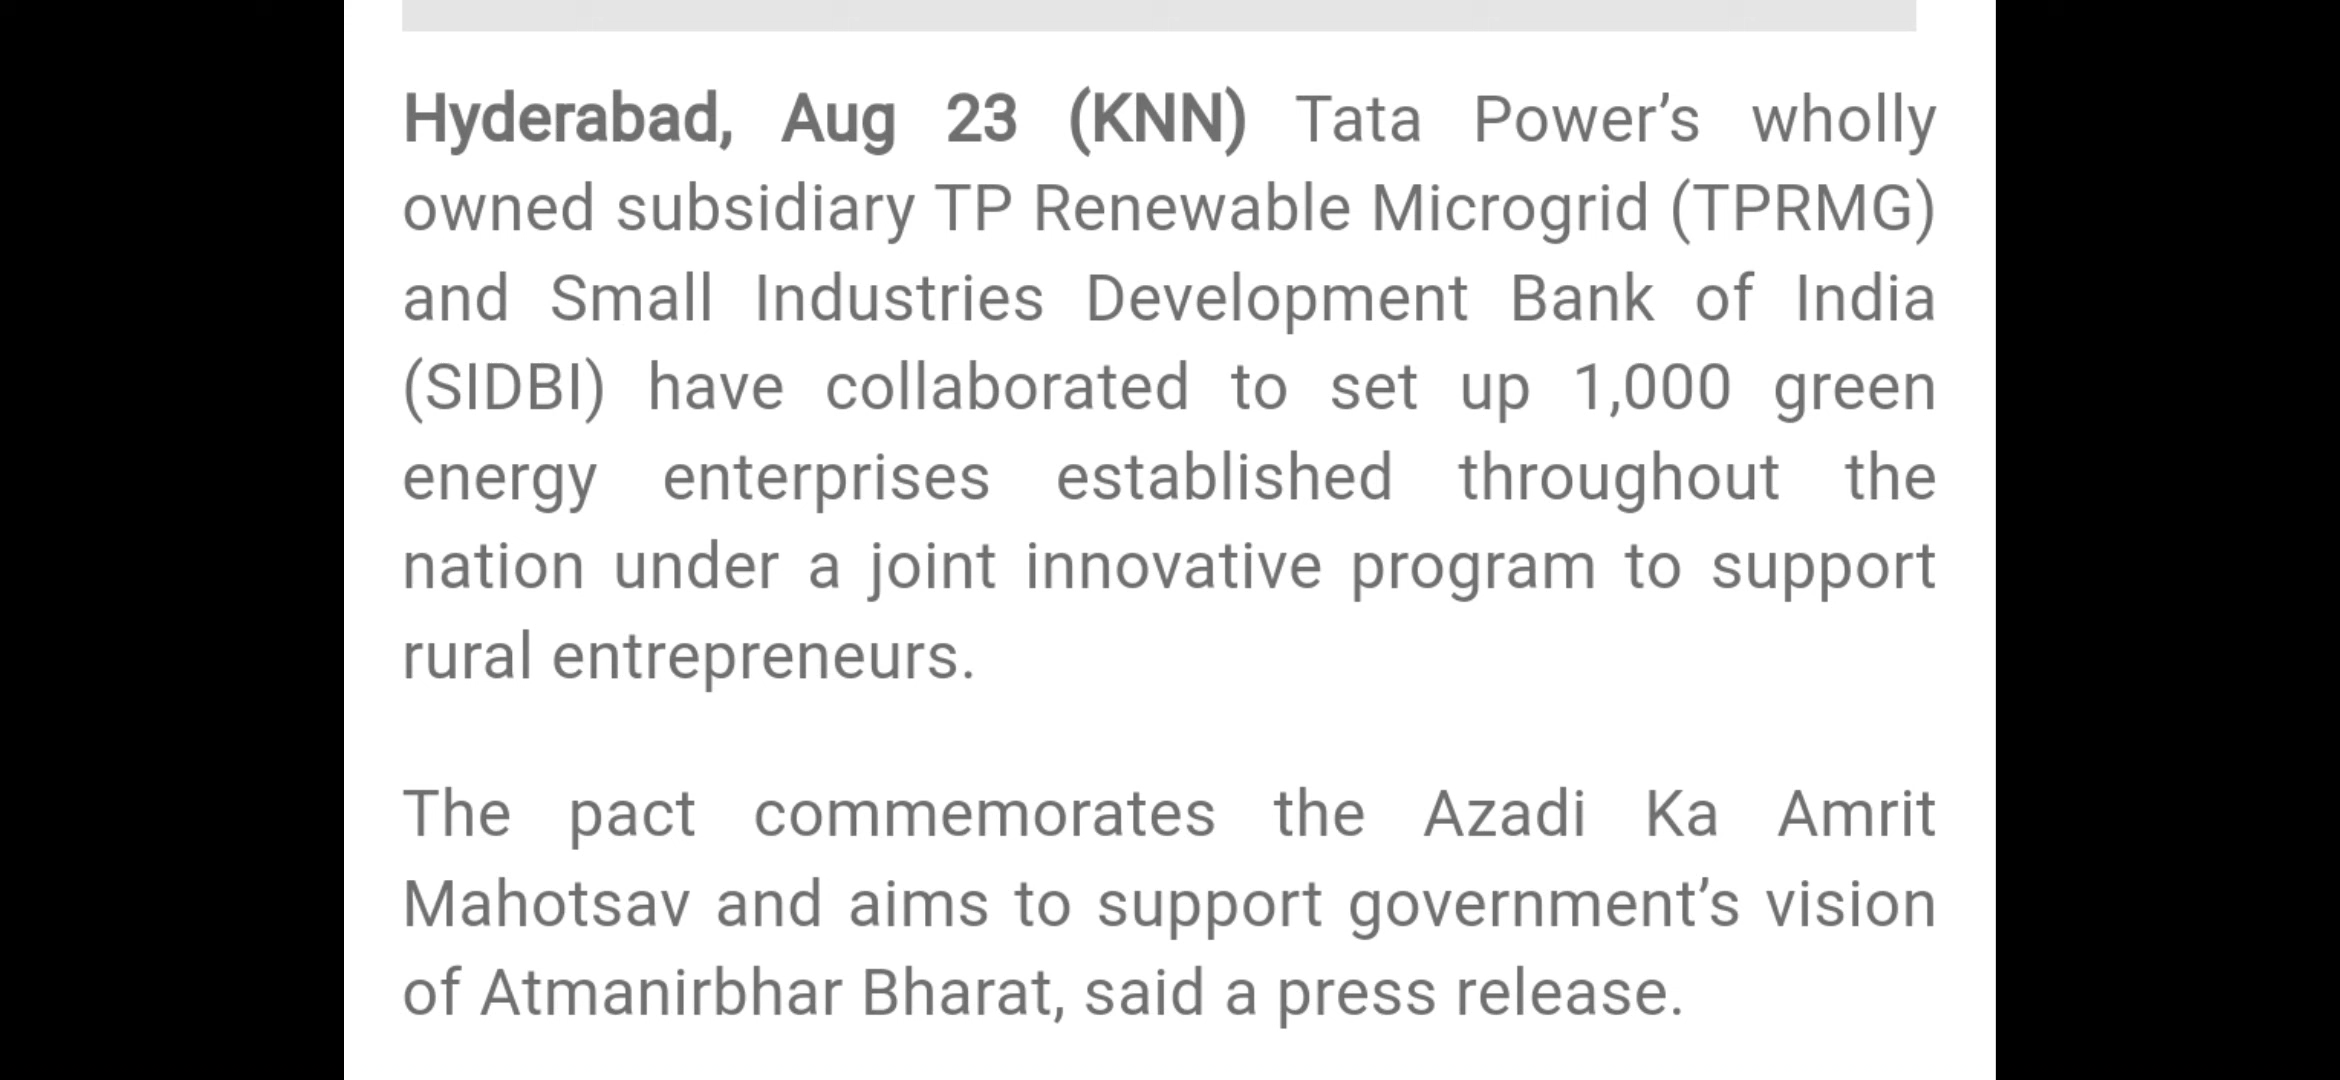 Hyderabad, Aug 23 (KNN) Tata Power’s wholly
owned subsidiary TP Renewable Microgrid (TPRMG)
and Small Industries Development Bank of India
(SIDBI) have collaborated to set up 1,000 green
energy enterprises established throughout the
nation under a joint innovative program to support
rural entrepreneurs.
The pact commemorates the Azadi Ka Amrit
Mahotsav and aims to support government’s vision
of Atmanirbhar Bharat, said a press release.